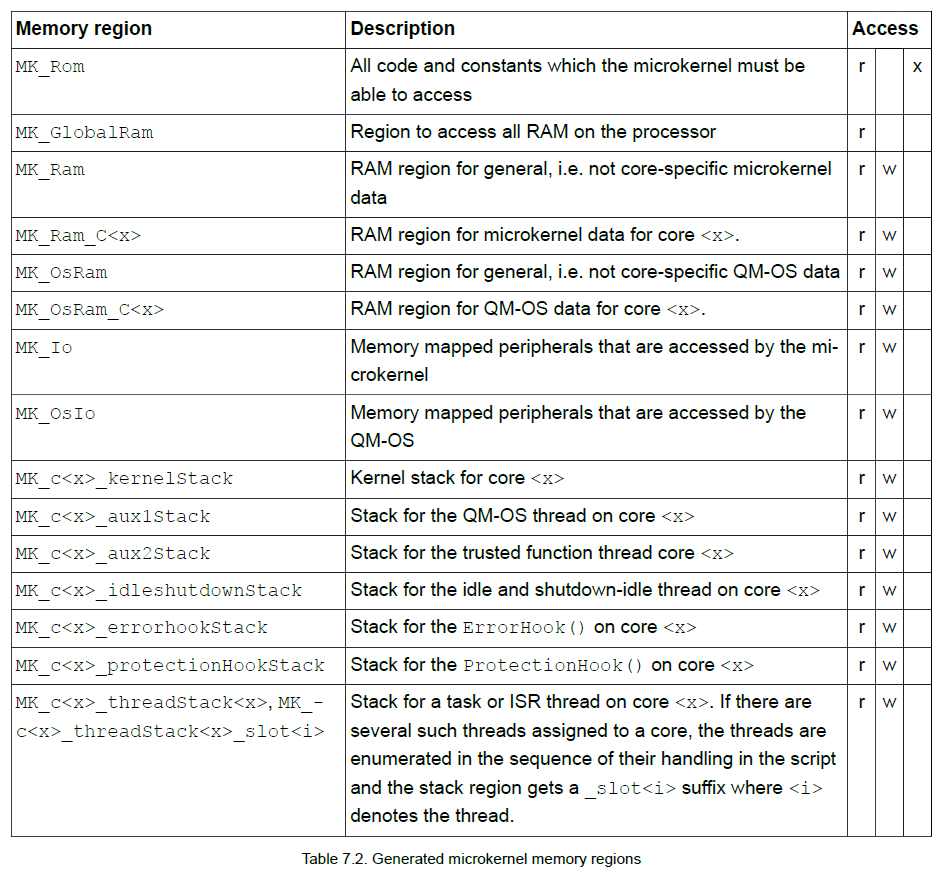 Memory region Description Access
MK_Rom All code and constants which the microkernel must be r x
able to access
MK_GlobalRam Region to access all RAM on the processor r
MK_Ram RAM region for general, i.e. not core-specific microkernel r w
data
MK_Ram_C<x> RAM region for microkernel data for core <x>. r w
MK_OsRam RAM region for general, i.e. not core-specific QM-OS data r w
MK_OsRam_C<x> RAM region for QM-OS data for core <x>. r w
MK_Io Memory mapped peripherals that are accessed by the mi- r w
crokernel
MK_OsIo Memory mapped peripherals that are accessed by the r w
QM-OS
MK_c<x>_kernelStack Kernel stack for core <x> r w
MK_c<x>_aux1Stack Stack for the QM-OS thread on core <x> r w
MK_c<x>_aux2Stack Stack for the trusted function thread core <x> r w
MK_c<x>_idleshutdownStack Stack for the idle and shutdown-idle thread on core <x> r w
MK_c<x>_errorhookStack Stack for the ErrorHook() on core <x> r w
MK_c<x>_protectionHookStack Stack for the ProtectionHook() on core <x> r w
MK_c<x>_threadStack<x>, MK_- Stack for a task or ISR thread on core <x>. If there are r w
c<x>_threadStack<x>_slot<i> several such threads assigned to a core, the threads are
enumerated in the sequence of their handling in the script
and the stack region gets a _slot<i> suffix where <i>
denotes the thread.
Table 7.2. Generated microkernel memory regions